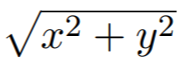 √(x² + y²)